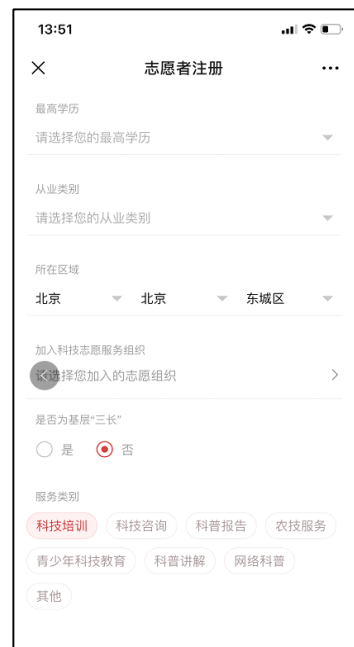 13:51
志愿者注册
最高学历
请选择您的最高学历
从业类别
请选择您的从业类别
所在区域
北京 北京 东城区
加入科技志愿服务组织
请选择您加入的志愿组织
是否为基层“三长”
是 否
服务类别
科技培训 科技咨询 科普报告 农技服务
青少年科技教育 科普讲解 网络科普
其他